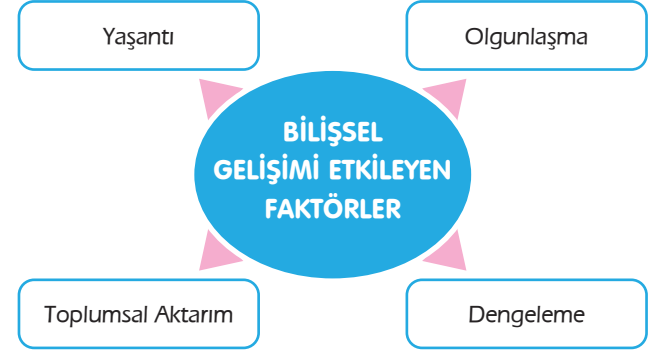 Yaşantı
Olgunlaşma
BİLİŞSEL
GELİŞİMİ ETKİLEYEN
FAKTÖRLER
Toplumsal Aktarım
Dengeleme